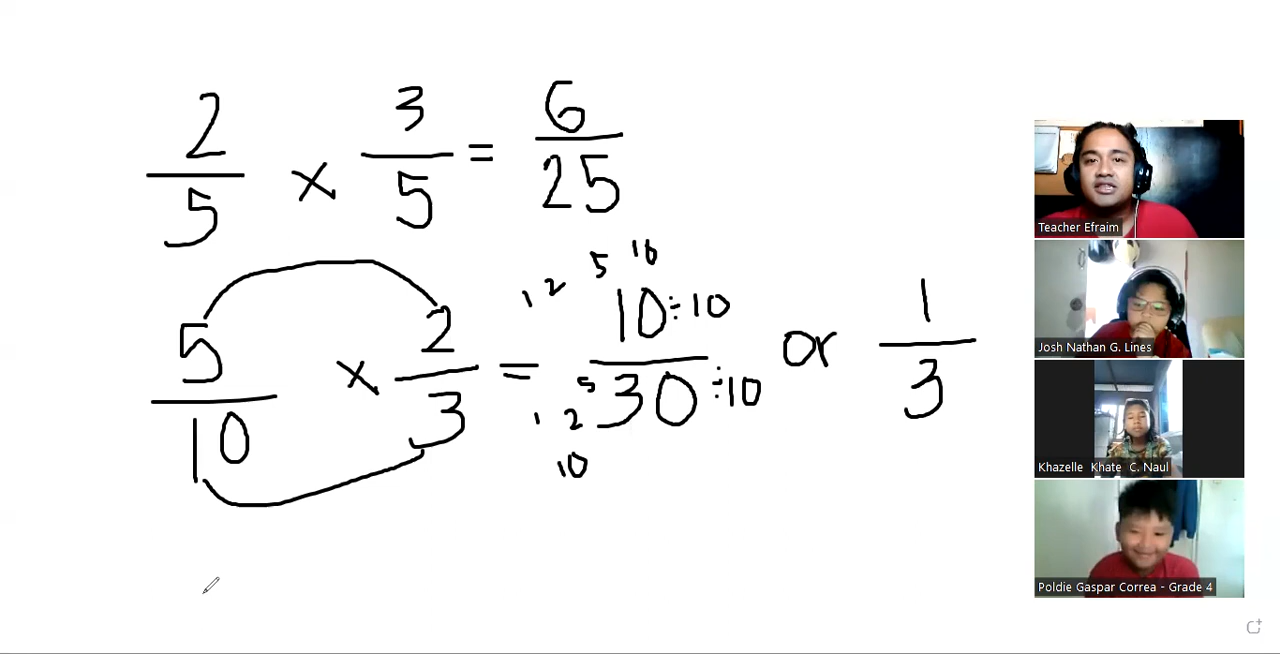 2/5 × 3/5 = 6/25
1 2 5 10
5/10 × 2/3 = 10÷10/30÷10 or 1/3
1 2 5
10
Teacher Efraim
Josh Nathan G. Lines
Khazelle Khate C. Naul
Poldie Gaspar Correa - Grade 4